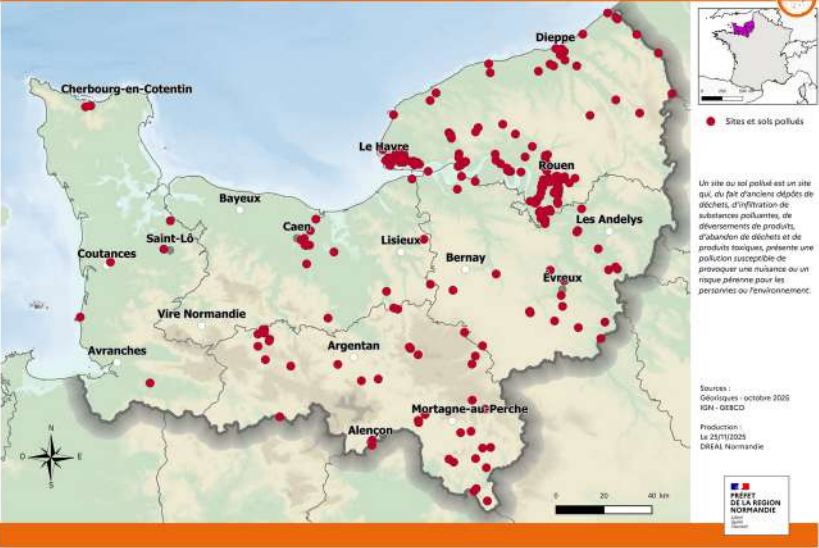 Dieppe
Cherbourg-en-Cotentin
Le Havre
Rouen
Bayeux
Les Andelys
Caen
Saint-Lô
Lisieux
Coutances
Bernay
Évreux
Vire Normandie
Avranches
Argentan
Mortagne-au-Perche
Alençon
N
O
E
S
0
20
40 km
Sites et sols pollués
Un site ou sol pollué est un site
qui, du fait d'anciens dépôts de
déchets, d'infiltration de
substances polluantes, de
déversements de produits,
d'abandon de déchets et de
produits toxiques, présente une
pollution susceptible de
provoquer une nuisance ou un
risque pérenne pour les
personnes ou l'environnement.
Sources :
Géorisques - octobre 2025
IGN - GEBCO
Production :
Le 25/11/2025
DREAL Normandie
PRÉFET
DE LA RÉGION
NORMANDIE